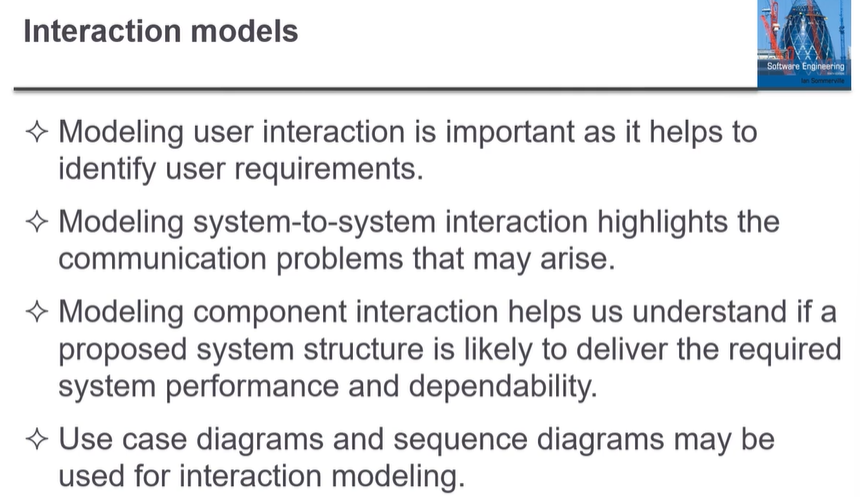 Interaction models
Software Engineering
Ian Sommerville
✧ Modeling user interaction is important as it helps to
identify user requirements.
✧ Modeling system-to-system interaction highlights the
communication problems that may arise.
✧ Modeling component interaction helps us understand if a
proposed system structure is likely to deliver the required
system performance and dependability.
✧ Use case diagrams and sequence diagrams may be
used for interaction modeling.